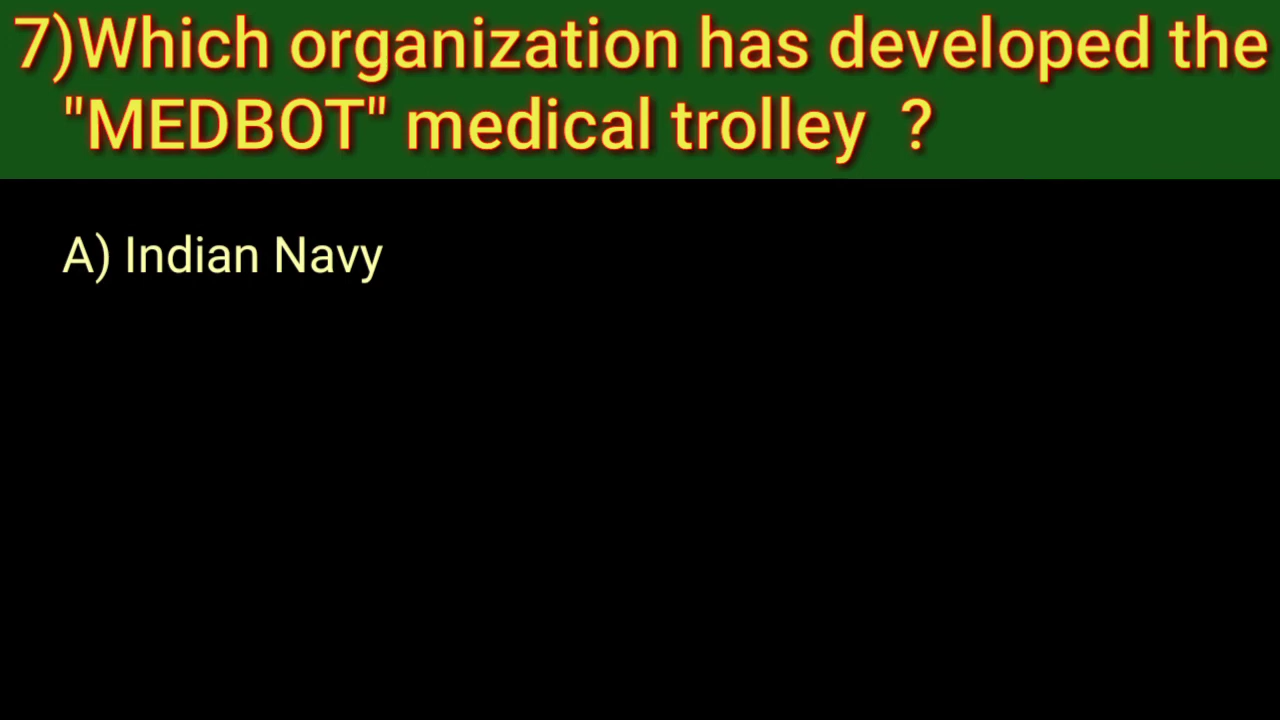 7)Which organization has developed the
"MEDBOT" medical trolley ?
A) Indian Navy